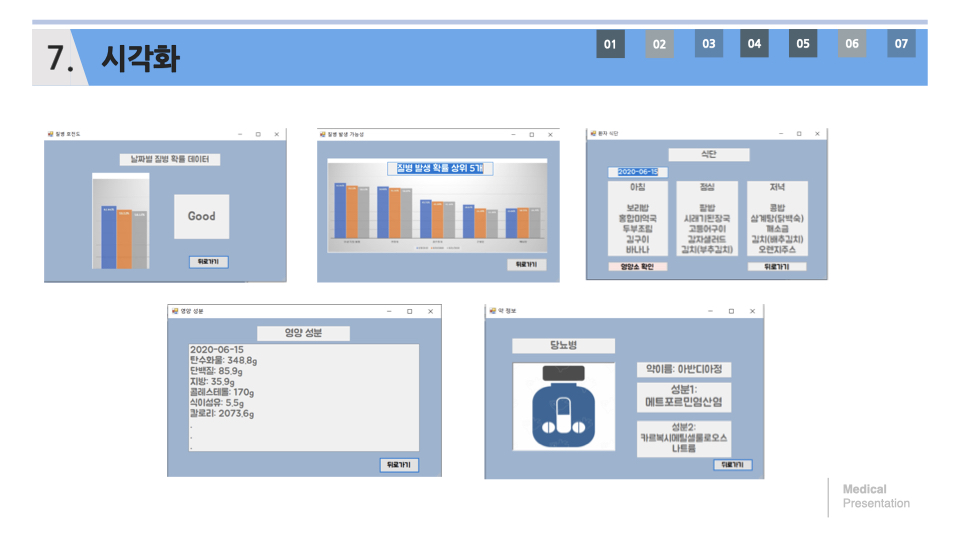 7. 시각화
01 02 03 04 05 06 07
질병 호전도
날짜별 질병 확률 데이터
Good
뒤로가기
질병 발생 가능성
질병 발생 확률 상위 5개
뒤로가기
환자 식단
식단
2020-06-15
아침
보리밥
홍합미역국
두부조림
김구이
바나나
점심
찰밥
시래기된장국
고등어구이
감자샐러드
김치(부추김치)
저녁
콩밥
삼계탕(닭백숙)
깨소금
김치(배추김치)
오렌지주스
영양소 확인
뒤로가기
영양 성분
영양 성분
2020-06-15
탄수화물: 348.8g
단백질: 85.9g
지방: 35.9g
콜레스테롤: 170g
식이섬유: 5.5g
칼로리: 2073.6g
.
.
.
뒤로가기
약 정보
당뇨병
약이름: 아반디아정
성분1:
메트포르민염산염
성분2:
카르복시메틸셀룰로오스
나트륨
뒤로가기
Medical
Presentation